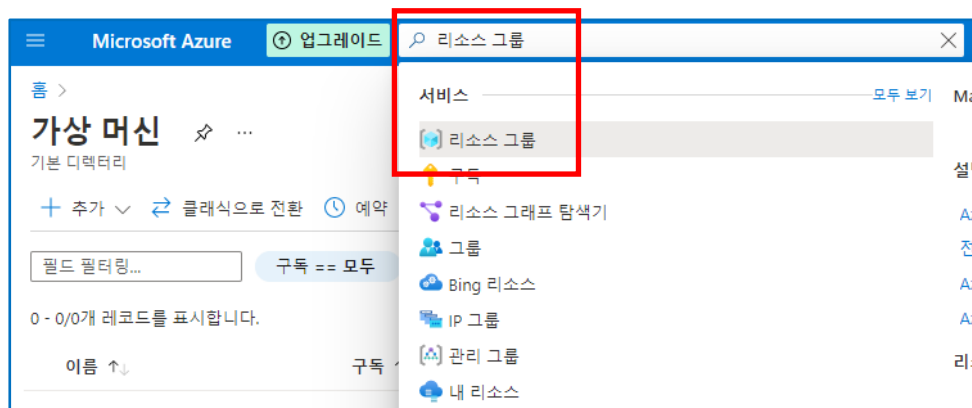 Microsoft Azure
업그레이드
리소스 그룹
홈 >
가상 머신
기본 디렉터리
추가
클래식으로 전환
예약
필드 필터링...
구독 == 모두
0 - 0/0개 레코드를 표시합니다.
이름 ↑↓
구독
서비스
모두 보기
리소스 그룹
구독
리소스 그래프 탐색기
그룹
Bing 리소스
IP 그룹
관리 그룹
내 리소스